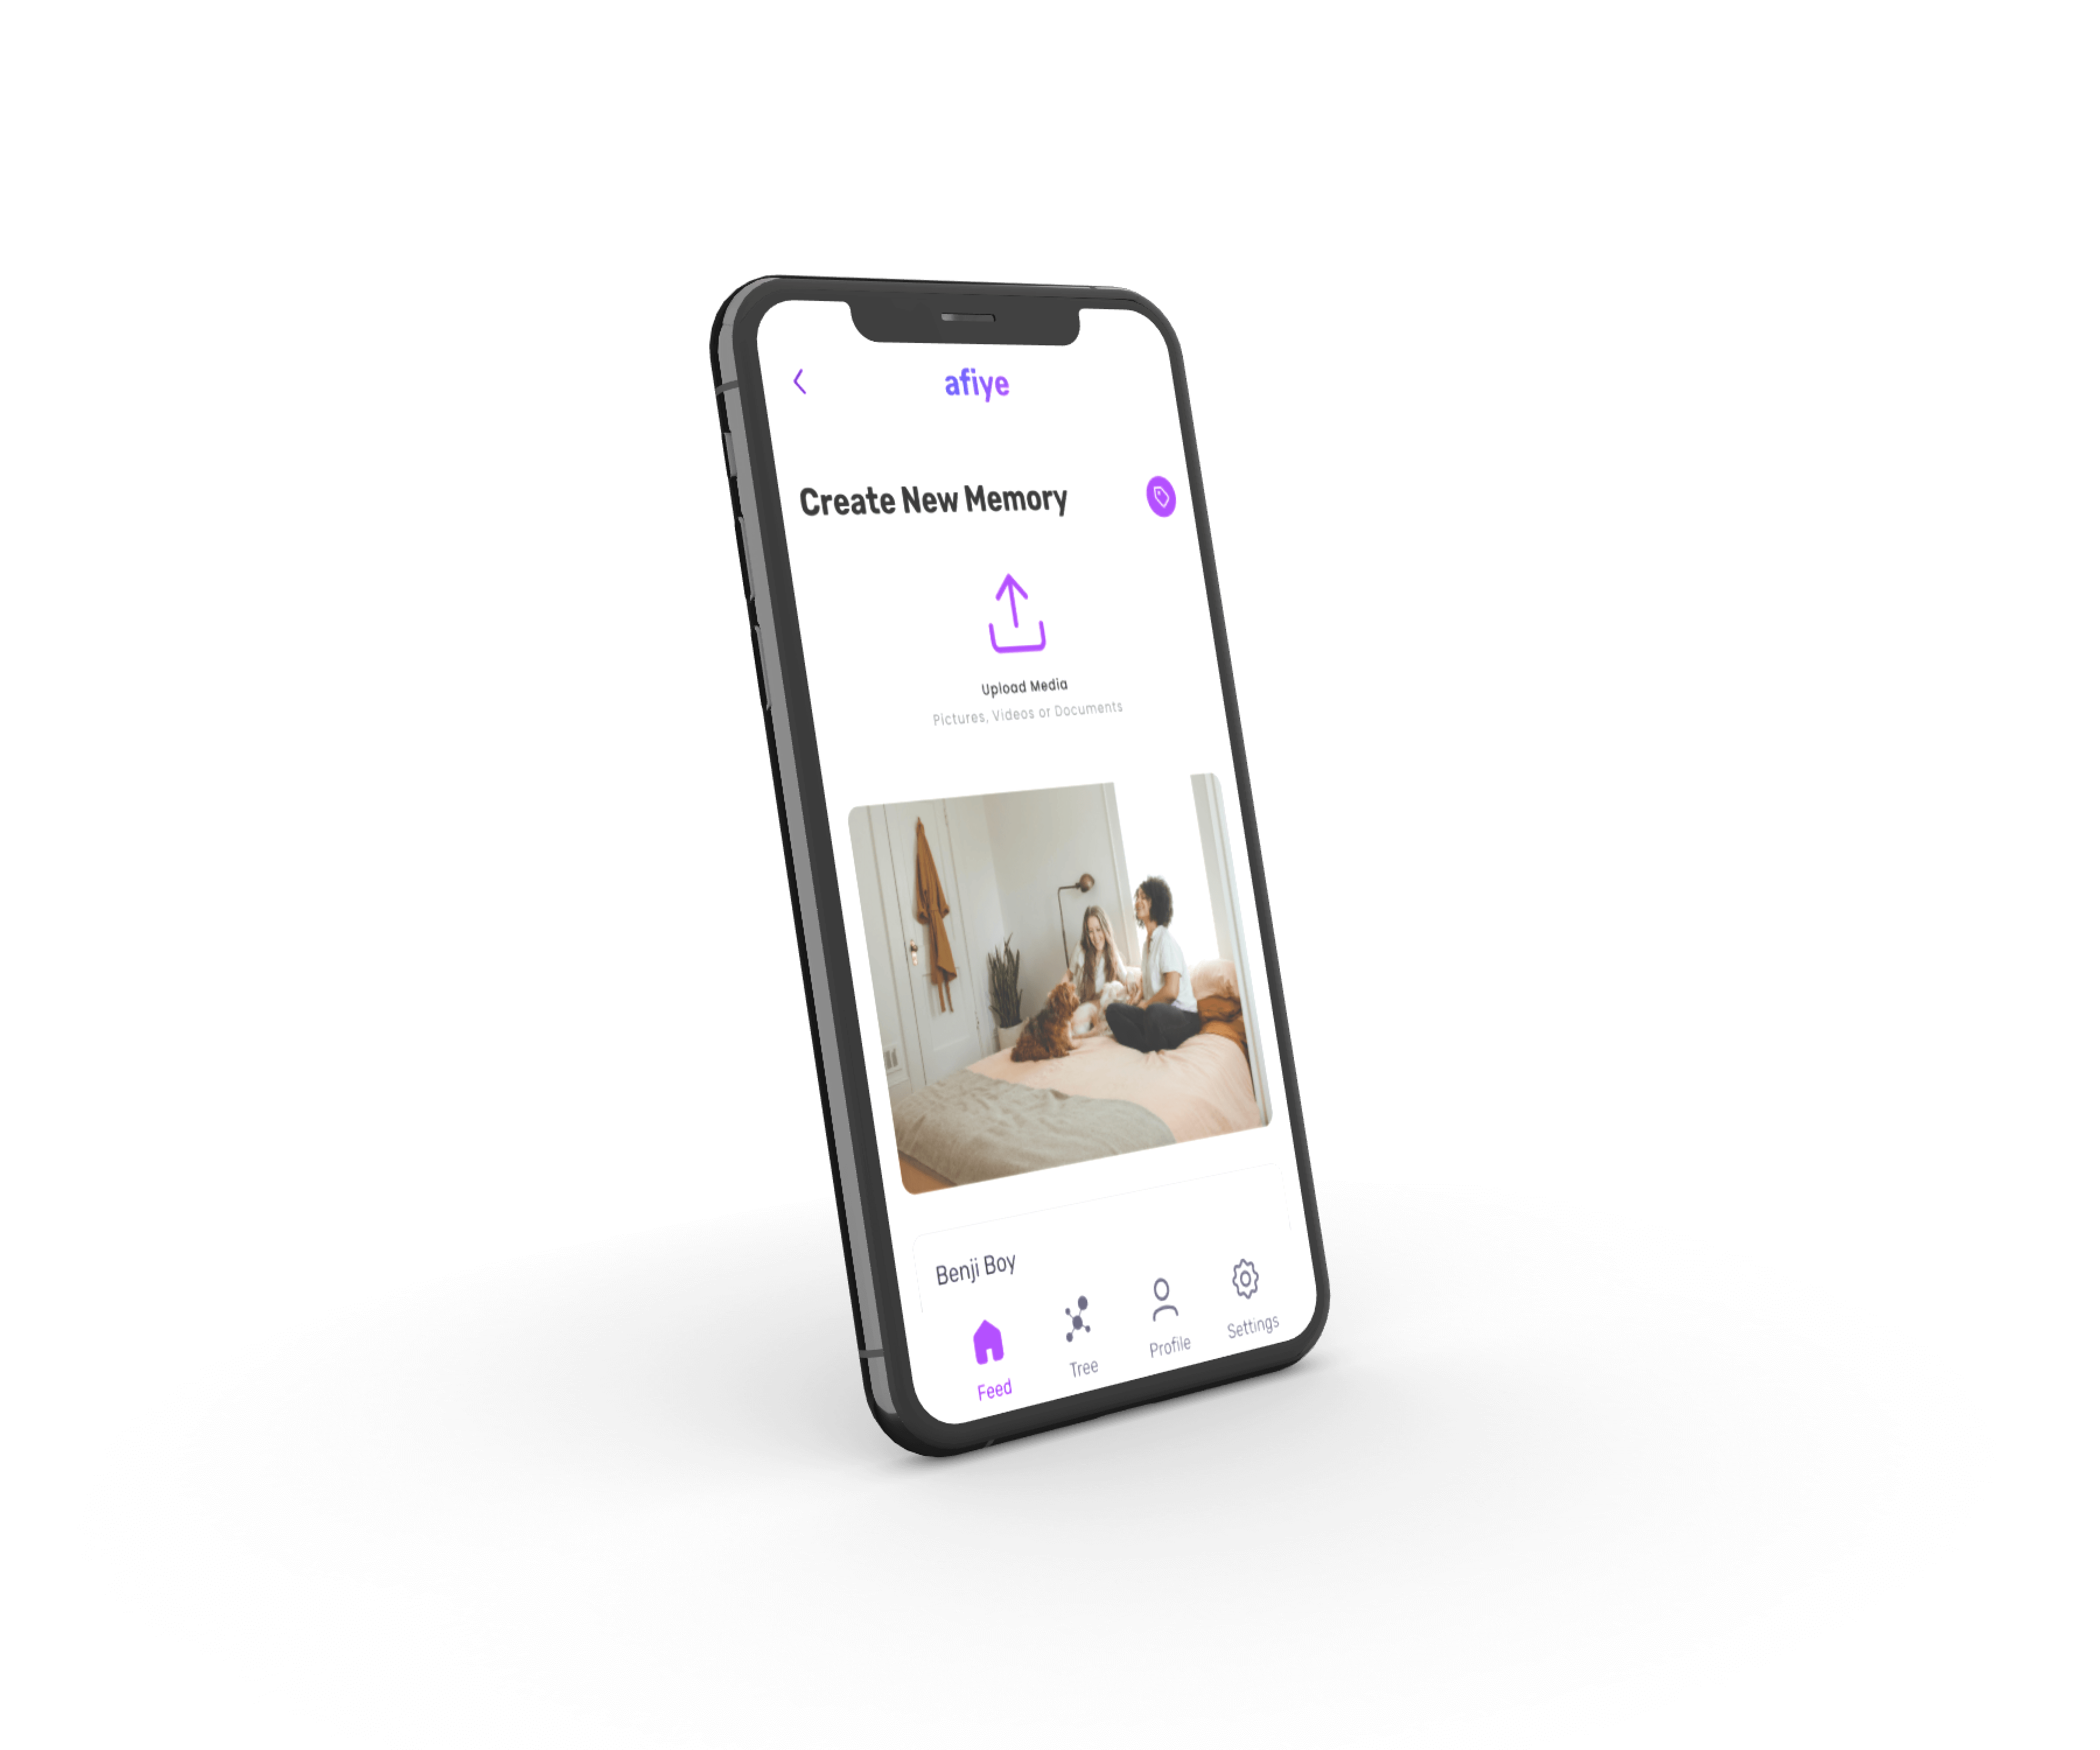 afiye
Create New Memory
Upload Media
Pictures, Videos or Documents
Benji Boy
Feed
Tree
Profile
Settings